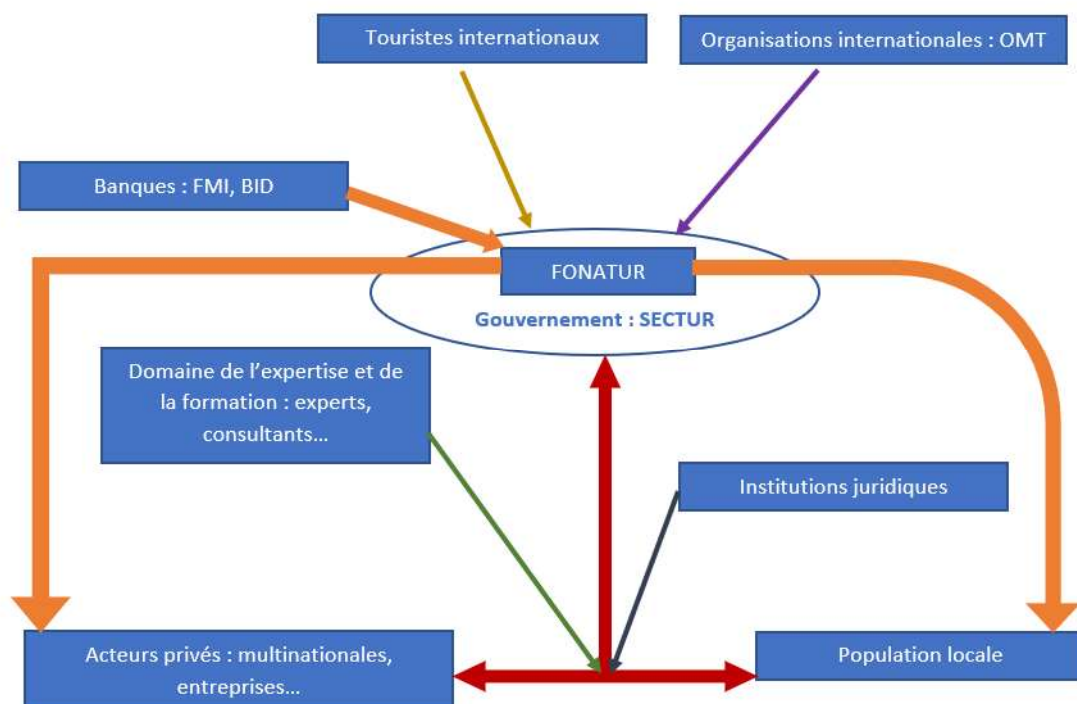 Touristes internationaux
Organisations internationales : OMT
Banques : FMI, BID
FONATUR
Gouvernement : SECTUR
Domaine de l’expertise et de
la formation : experts,
consultants…
Institutions juridiques
Acteurs privés : multinationales,
entreprises…
Population locale